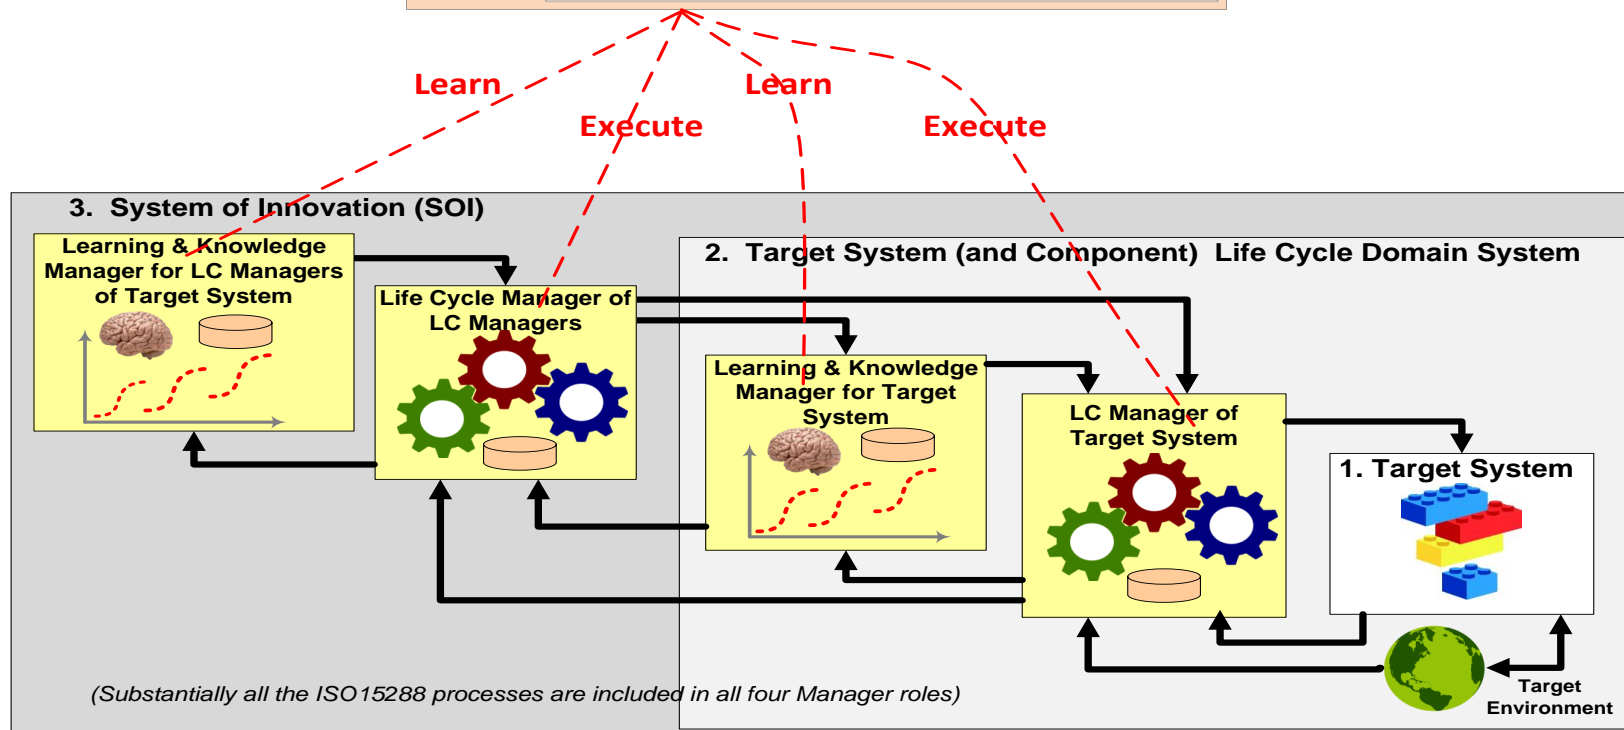 Learn
Learn
Execute
Execute
3.  System of Innovation (SOI)
Learning & Knowledge
Manager for LC Managers
of Target System
Life Cycle Manager of
LC Managers
2.  Target System (and Component)  Life Cycle Domain System
Learning & Knowledge
Manager for Target
System
LC Manager of
Target System
1. Target System
Target
Environment
(Substantially all the ISO15288 processes are included in all four Manager roles)